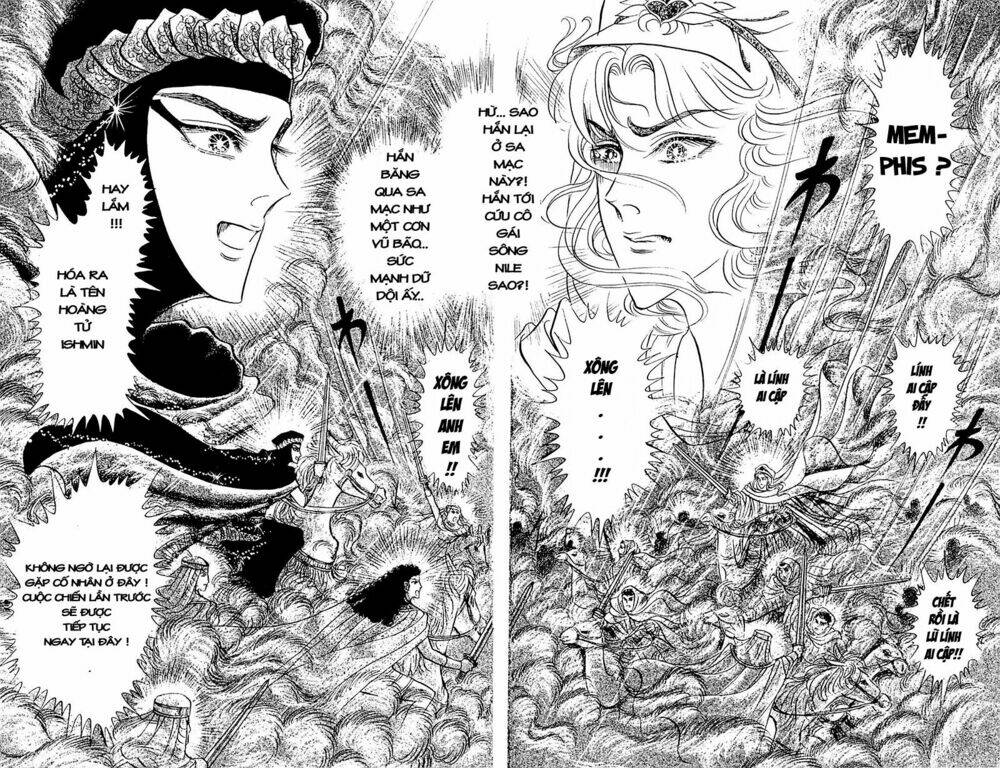 MEM-
PHIS ?
HỪ... SAO
HẮN LẠI
Ở SA
MẠC
NÀY?!
HẮN TỚI
CỨU CÔ
GÁI
SÔNG
NILE
SAO?!
HẮN
BĂNG
QUA SA
MẠC NHƯ
MỘT CƠN
VŨ BÃO...
SỨC
MẠNH DỮ
DỘI ẤY..
LÍNH
AI CẬP
ĐẤY
!!
LÀ LÍNH
AI CẬP
XÔNG
LÊN
.
.
.
!!!
わ
わ
CHẾT
RỒI LÀ
LŨ LÍNH
AI CẬP!!
HAY
LẮM
!!!
HÓA RA
LÀ TÊN
HOÀNG
TỬ
ISHMIN
わ
XÔNG
LÊN
ANH
EM
!!
KHÔNG NGỜ LẠI ĐƯỢC
GẶP CỐ NHÂN Ở ĐÂY !
CUỘC CHIẾN LẦN TRƯỚC
SẼ ĐƯỢC
TIẾP TỤC
NGAY TẠI ĐÂY !